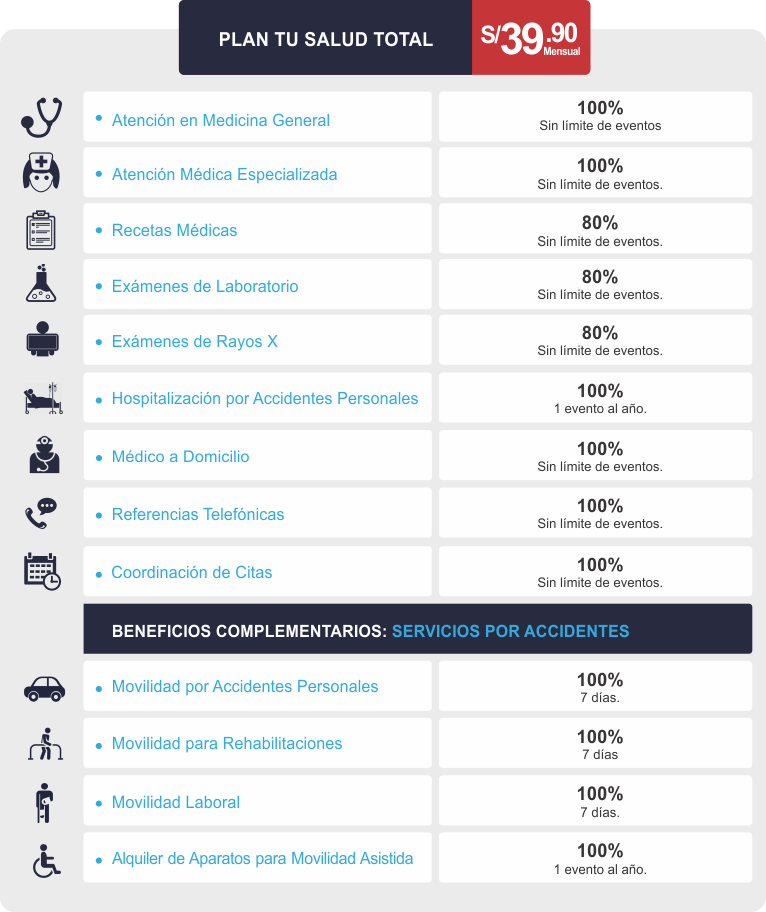 PLAN TU SALUD TOTAL
S/39.90
Mensual
• Atención en Medicina General
100%
Sin límite de eventos
• Atención Médica Especializada
100%
Sin límite de eventos.
• Recetas Médicas
80%
Sin límite de eventos.
• Exámenes de Laboratorio
80%
Sin límite de eventos.
• Exámenes de Rayos X
80%
Sin límite de eventos.
• Hospitalización por Accidentes Personales
100%
1 evento al año.
• Médico a Domicilio
100%
Sin límite de eventos.
• Referencias Telefónicas
100%
Sin límite de eventos.
• Coordinación de Citas
100%
Sin límite de eventos.
BENEFICIOS COMPLEMENTARIOS: SERVICIOS POR ACCIDENTES
• Movilidad por Accidentes Personales
100%
7 días.
• Movilidad para Rehabilitaciones
100%
7 días
• Movilidad Laboral
100%
7 días.
• Alquiler de Aparatos para Movilidad Asistida
100%
1 evento al año.